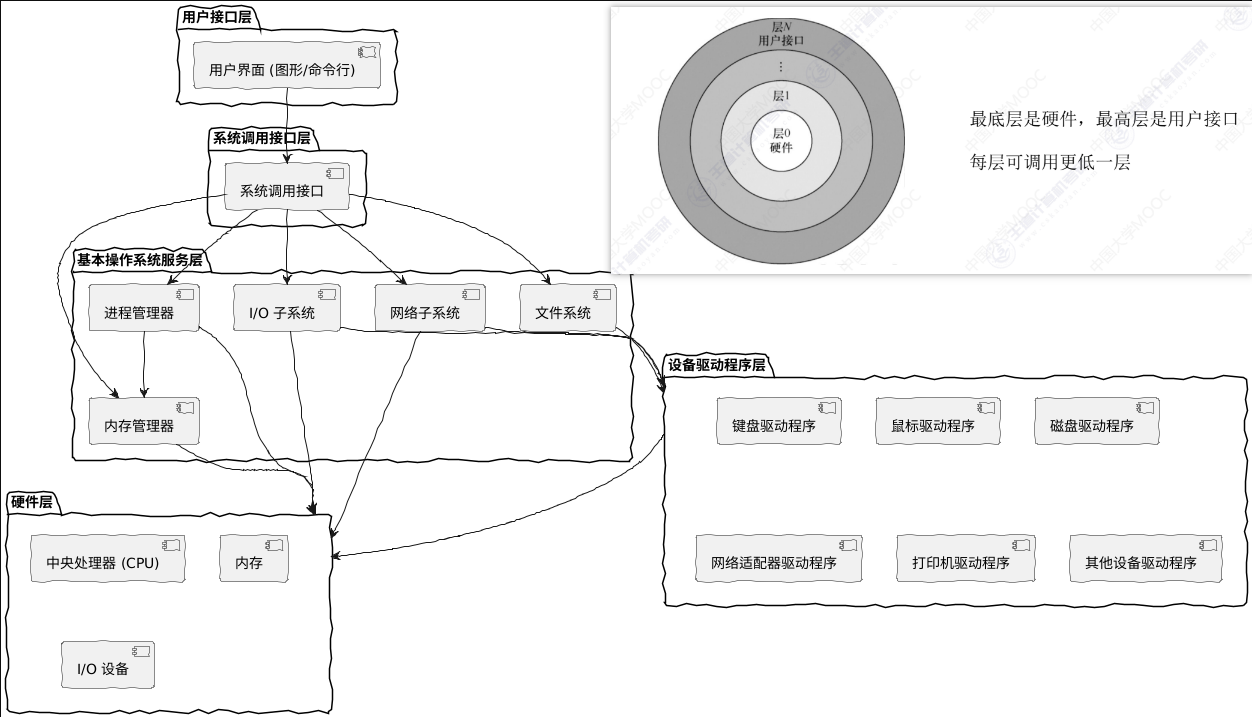 用户接口层
用户界面 (图形/命令行)
系统调用接口层
系统调用接口
基本操作系统服务层
进程管理器
I/O 子系统
网络子系统
文件系统
内存管理器
硬件层
中央处理器 (CPU)
内存
I/O 设备
层N
用户接口
⋮
层1
层0
硬件
最底层是硬件，最高层是用户接口
每层可调用更低一层
设备驱动程序层
键盘驱动程序
鼠标驱动程序
磁盘驱动程序
网络适配器驱动程序
打印机驱动程序
其他设备驱动程序